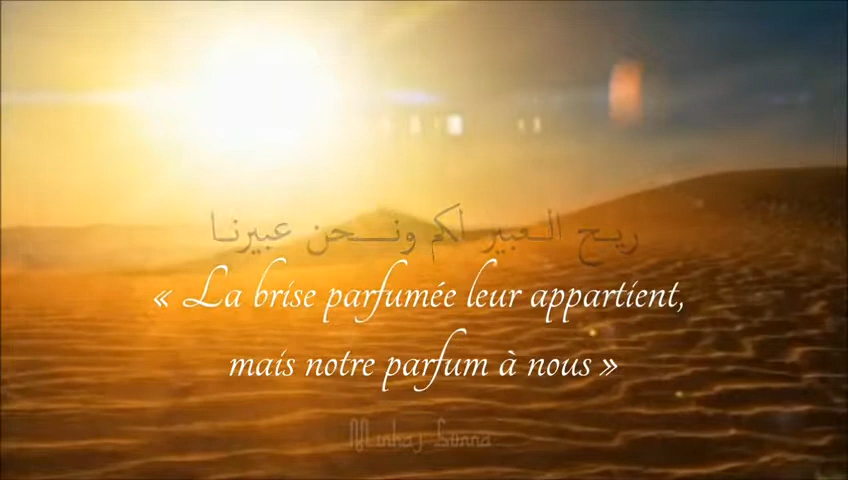 ريح العبير لكم ونحن عبيرنا
« La brise parfumée leur appartient,
mais notre parfum à nous »
Minhaj Sunna